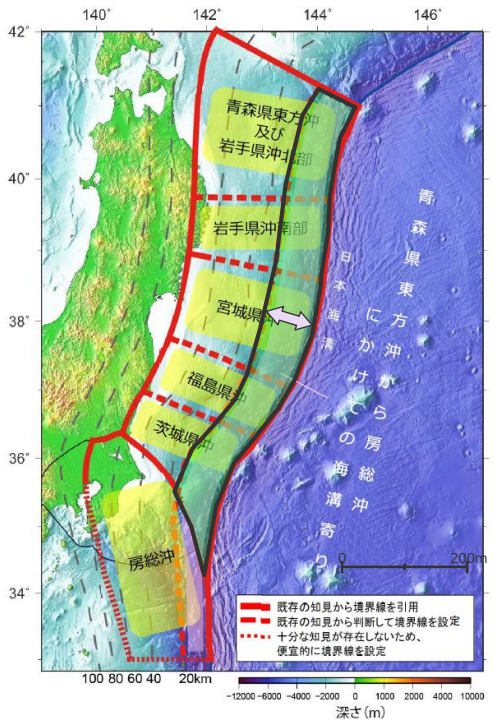 140° 142° 144° 146°
42°
40°
38°
36°
34°
青森県東方沖
及び
岩手県沖北部
岩手県沖南部
宮城県沖
福島県沖
茨城県沖
房総沖
日本海溝
青森県東方沖から房総沖
にかけての海溝寄り
0 200m
既存の知見から境界線を引用
既存の知見から判断して境界線を設定
十分な知見が存在しないため、
便宜的に境界線を設定
100 80 60 40 20km
-12000 -6000 -4000 -2000 0 2000 4000 10000
深さ(m)